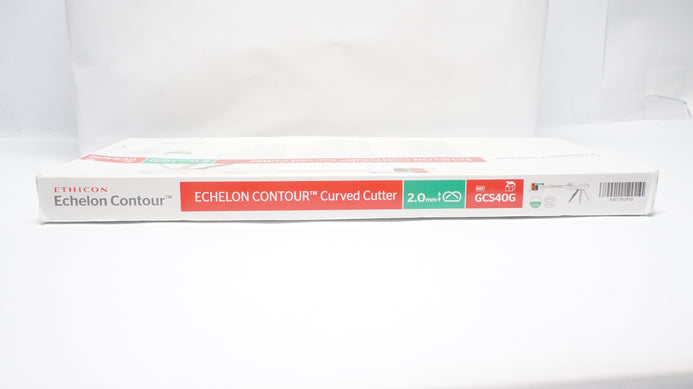 ETHICON
Echelon Contour™
ECHELON CONTOUR™ Curved Cutter
2.0mm
REF
GCS40G